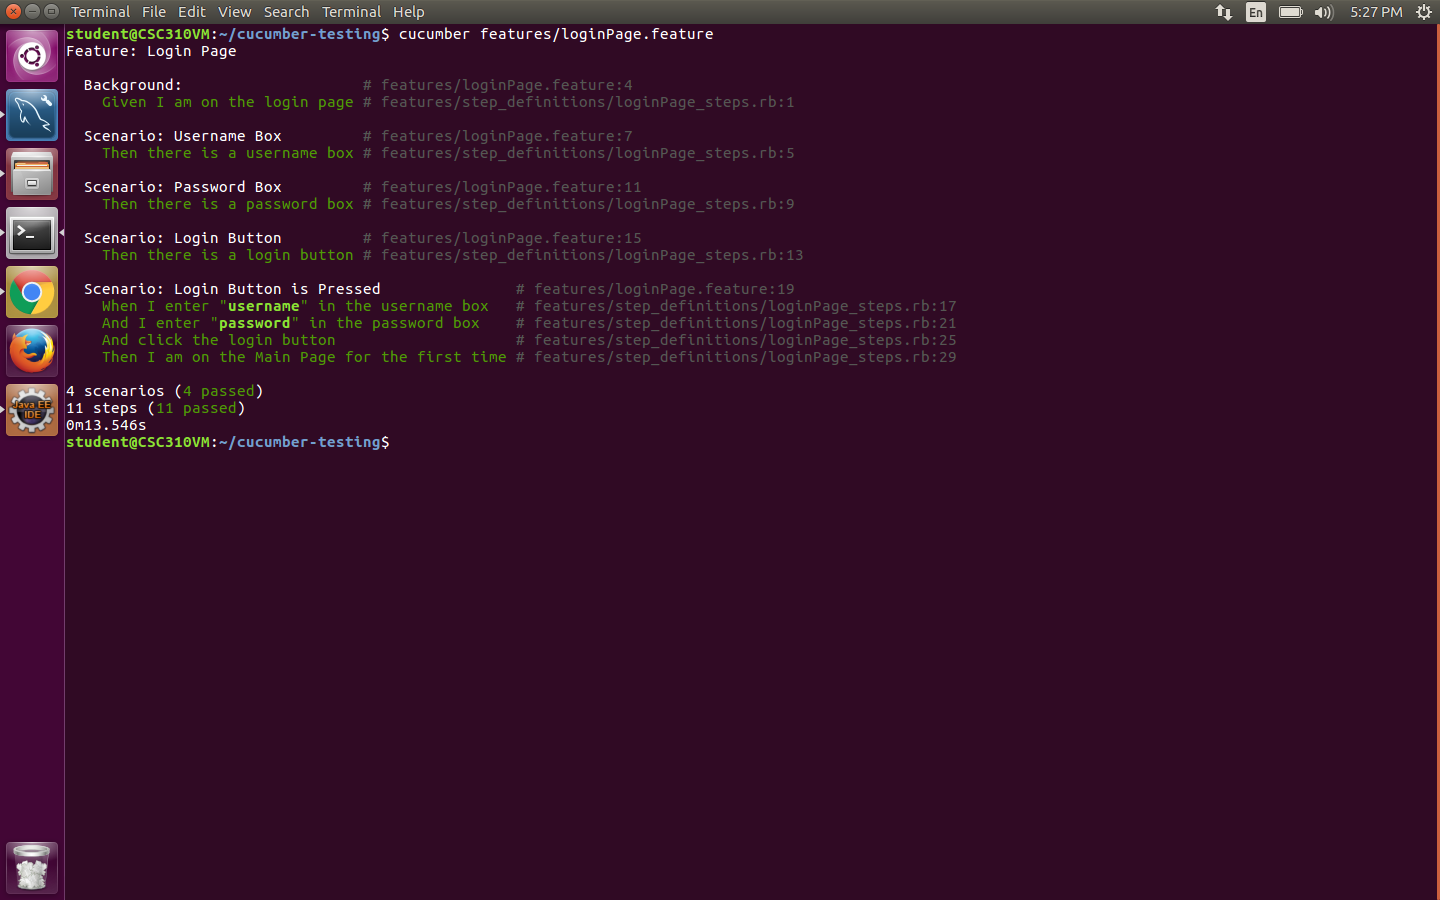 Terminal File Edit View Search Terminal Help En 5:27 PM
student@CSC310VM:~/cucumber-testing$ cucumber features/loginPage.feature
Feature: Login Page
Background: # features/loginPage.feature:4
Given I am on the login page # features/step_definitions/loginPage_steps.rb:1
Scenario: Username Box # features/loginPage.feature:7
Then there is a username box # features/step_definitions/loginPage_steps.rb:5
Scenario: Password Box # features/loginPage.feature:11
Then there is a password box # features/step_definitions/loginPage_steps.rb:9
Scenario: Login Button # features/loginPage.feature:15
Then there is a login button # features/step_definitions/loginPage_steps.rb:13
Scenario: Login Button is Pressed # features/loginPage.feature:19
When I enter "username" in the username box # features/step_definitions/loginPage_steps.rb:17
And I enter "password" in the password box # features/step_definitions/loginPage_steps.rb:21
And click the login button # features/step_definitions/loginPage_steps.rb:25
Then I am on the Main Page for the first time # features/step_definitions/loginPage_steps.rb:29
4 scenarios (4 passed)
11 steps (11 passed)
0m13.546s
student@CSC310VM:~/cucumber-testing$
Java EE
IDE